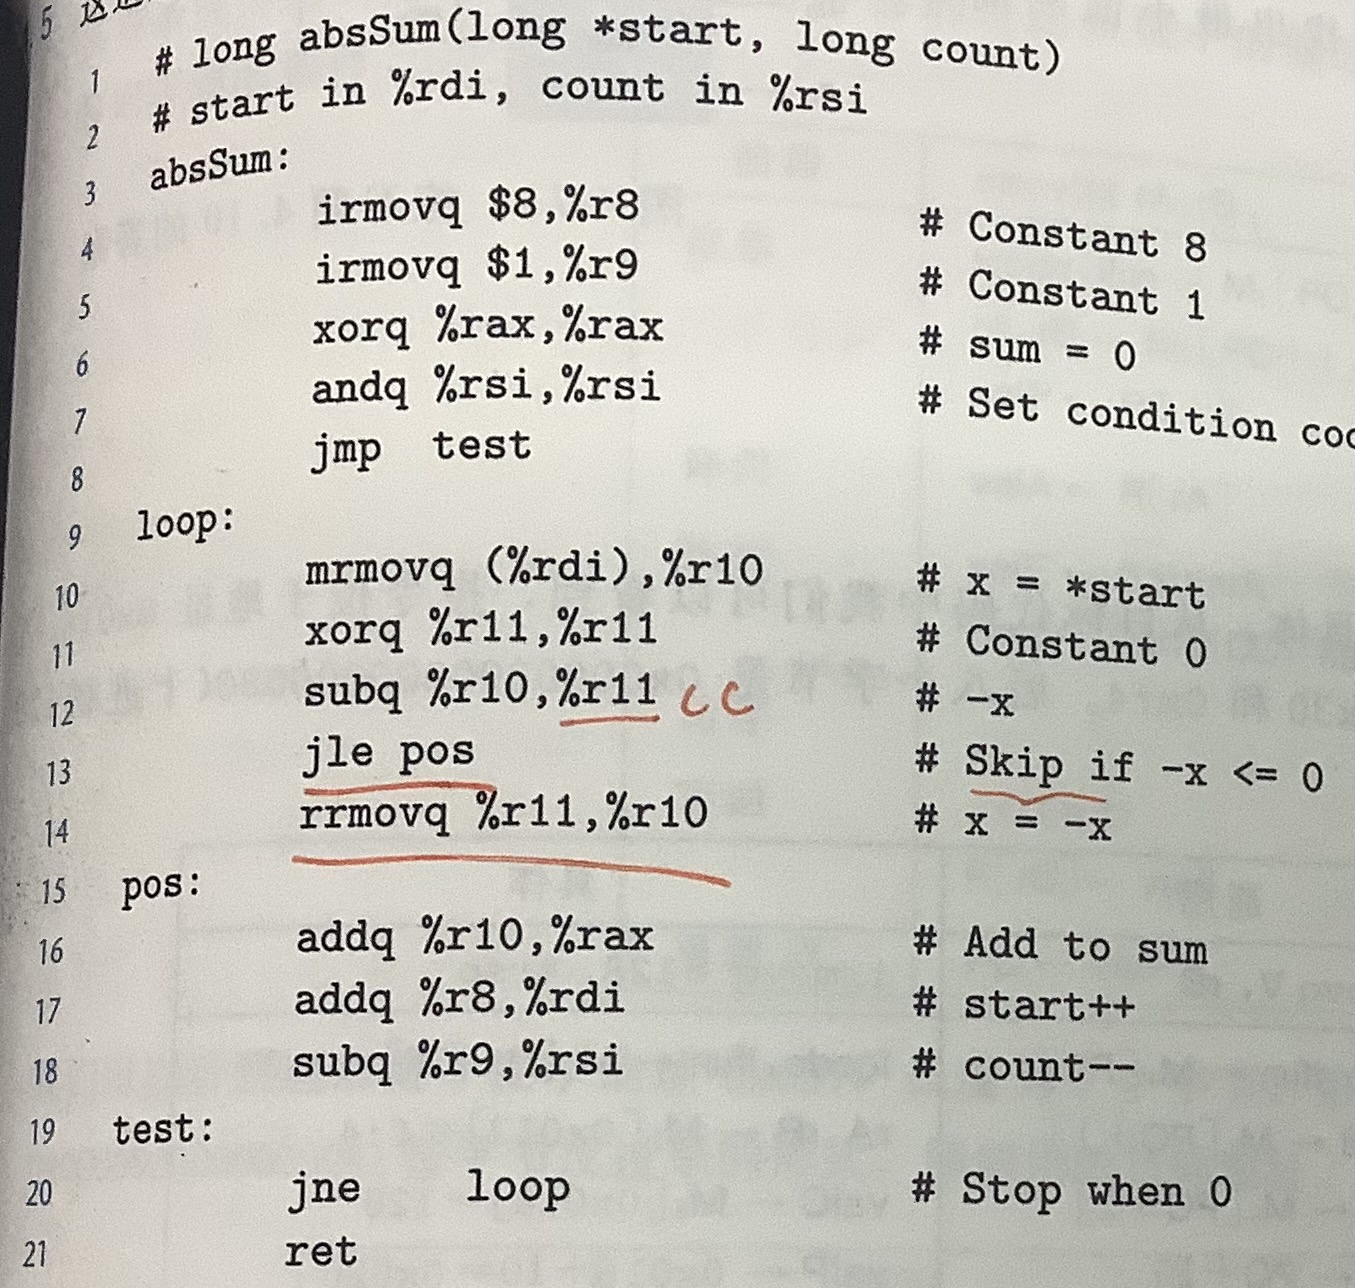 5 这
1 # long absSum(long *start, long count)
2 # start in %rdi, count in %rsi
3 absSum:
4 irmovq $8,%r8 # Constant 8
5 irmovq $1,%r9 # Constant 1
6 xorq %rax,%rax # sum = 0
7 andq %rsi,%rsi # Set condition
8 jmp test
9 loop:
10 mrmovq (%rdi),%r10 # x = *start
11 xorq %r11,%r11 # Constant 0
12 subq %r10,%r11 CC # -x
13 jle pos # Skip if -x <= 0
14 rrmovq %r11,%r10 # x = -x
15 pos:
16 addq %r10,%rax # Add to sum
17 addq %r8,%rdi # start++
18 subq %r9,%rsi # count--
19 test:
20 jne loop # Stop when 0
21 ret